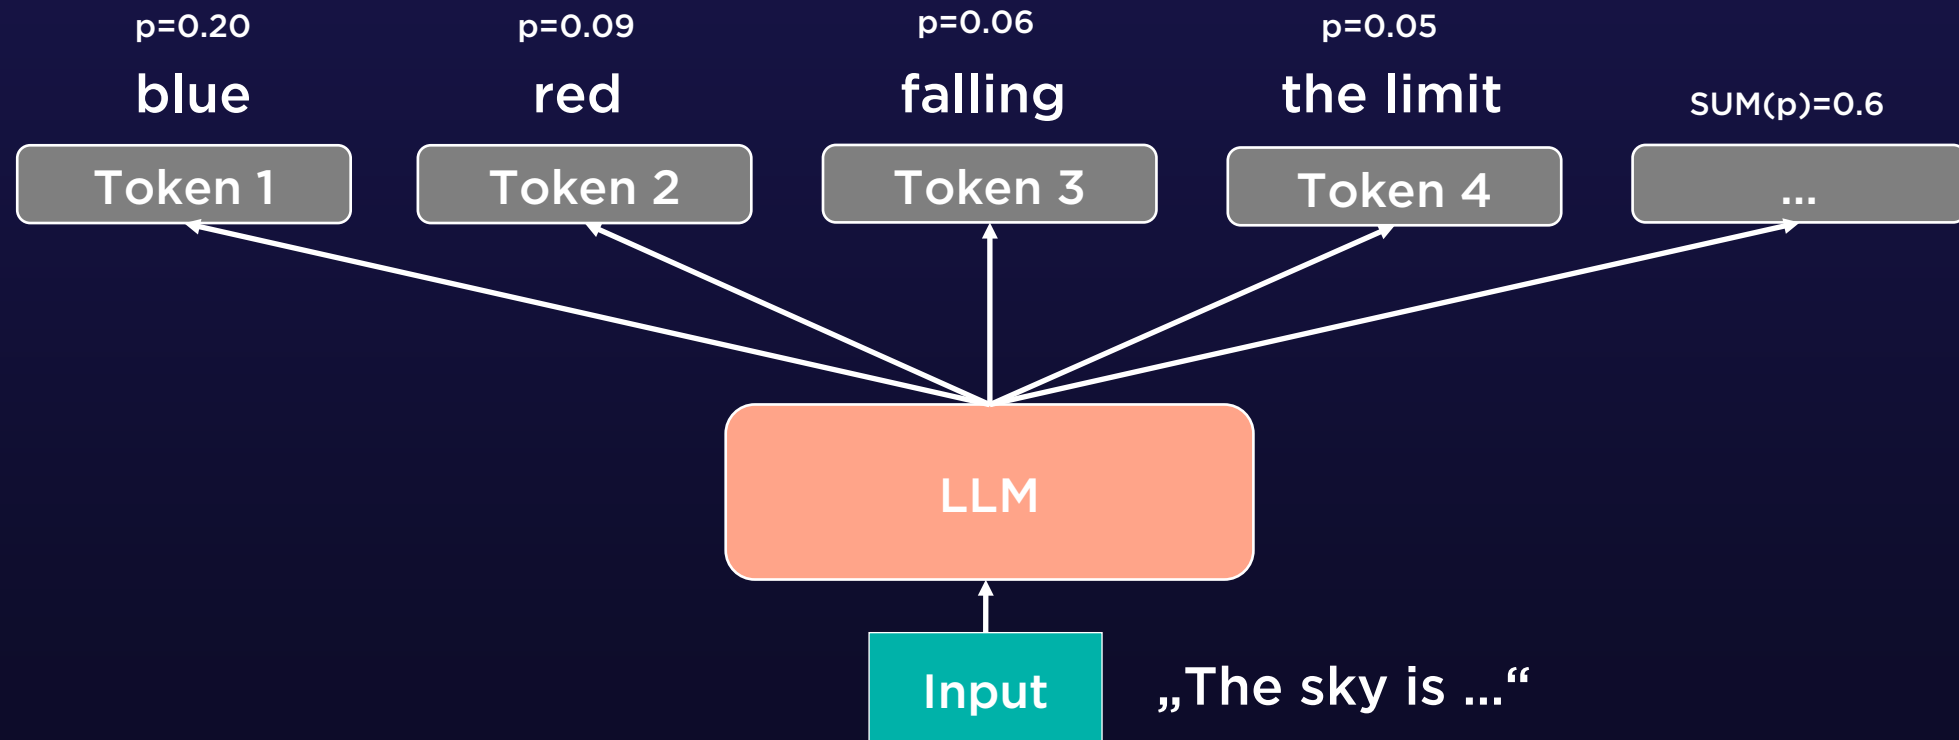 p=0.20
p=0.09
p=0.06
p=0.05
blue
red
falling
the limit
SUM(p)=0.6
Token 1
Token 2
Token 3
Token 4
...
LLM
Input
„The sky is ...“